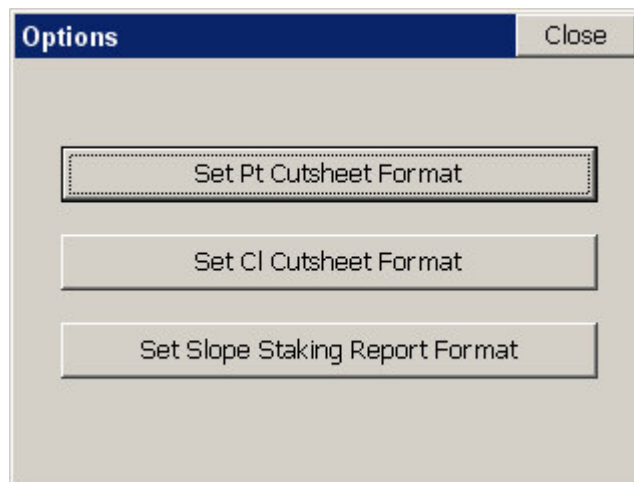 Options
Close
Set Pt Cutsheet Format
Set Cl Cutsheet Format
Set Slope Staking Report Format